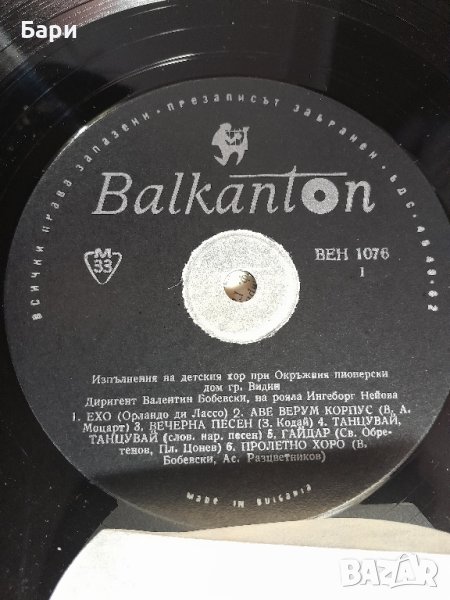 Бари
ВСИЧКИ ПРАВА ЗАПАЗЕНИ • ПРЕЗАПИСЪТ ЗАБРАНЕН • БДС • 4840-62
Balkanton
М
33
ВЕН 1076
I
Изпълнения на детския хор при Окръжния пионерски
дом гр. Видин
Диригент Валентин Бобевски, на рояла Ингеборг Нейова
1. ЕХО (Орландо ди Лассо) 2. АВЕ ВЕРУМ КОРПУС (В. А.
Моцарт) 3. ВЕЧЕРНА ПЕСЕН (З. Кодай) 4. ТАНЦУВАЙ,
ТАНЦУВАЙ (слов. нар. песен) 5. ГАЙДАР (Св. Обре-
тенов, Пл. Цонев) 6. ПРОЛЕТНО ХОРО (В.
Бобевски, Ас. Разцветников)
MADE IN BULGARIA
BAZAR